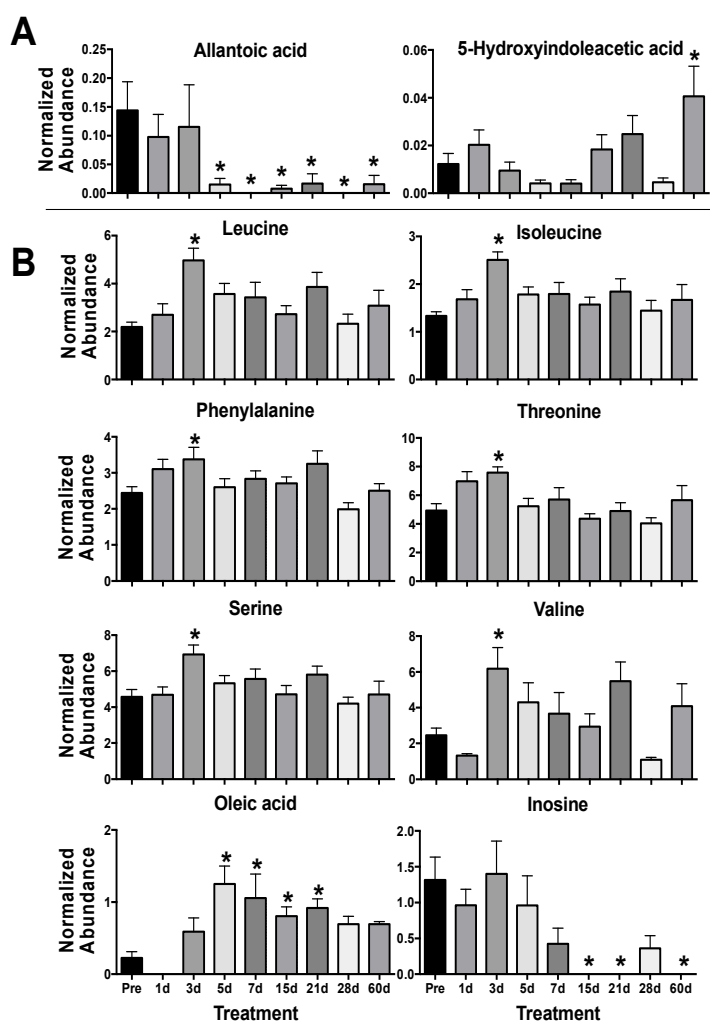 A
Allantoic acid
5-Hydroxyindoleacetic acid
Normalized
Abundance
0.25
0.20
0.15
0.10
0.05
0.00
* * * * * *
0.06
0.04
0.02
0.00
*
B
Leucine
Isoleucine
Normalized
Abundance
6
4
2
0
*
3
2
1
0
*
Phenylalanine
Threonine
Normalized
Abundance
4
3
2
1
0
*
10
8
6
4
2
0
*
Serine
Valine
Normalized
Abundance
8
6
4
2
0
*
8
6
4
2
0
*
Oleic acid
Inosine
Normalized
Abundance
2
1
0
* * * *
2.0
1.5
1.0
0.5
0.0
* * *
Pre 1d 3d 5d 7d 15d 21d 28d 60d
Pre 1d 3d 5d 7d 15d 21d 28d 60d
Treatment
Treatment